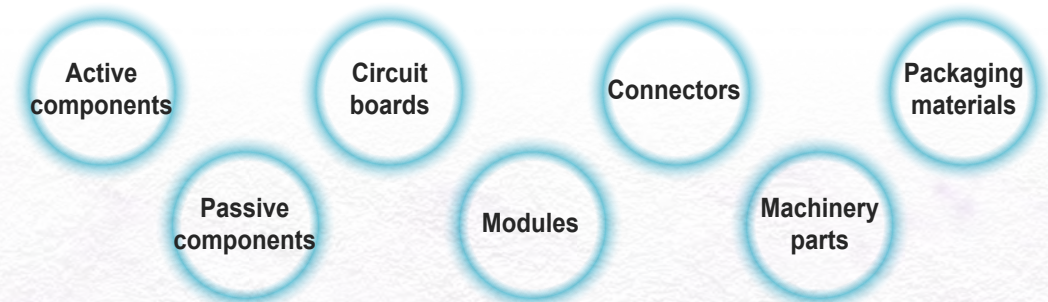 Active
components
Circuit
boards
Connectors
Packaging
materials
Passive
components
Modules
Machinery
parts